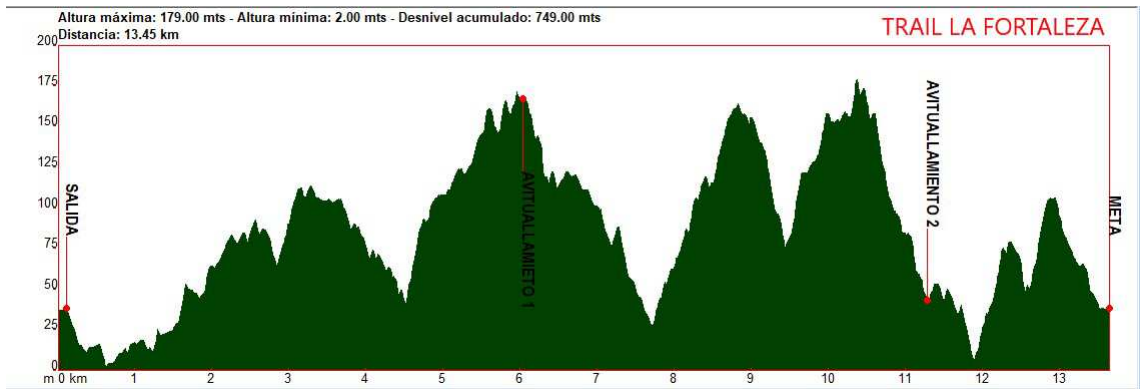 Altura máxima: 179.00 mts - Altura mínima: 2.00 mts - Desnivel acumulado: 749.00 mts
Distancia: 13.45 km
TRAIL LA FORTALEZA
200
175
150
125
100
75
50
25
0
SALIDA
AVITUALLAMIETO 1
AVITUALLAMIENTO 2
META
m 0 km 1 2 3 4 5 6 7 8 9 10 11 12 13